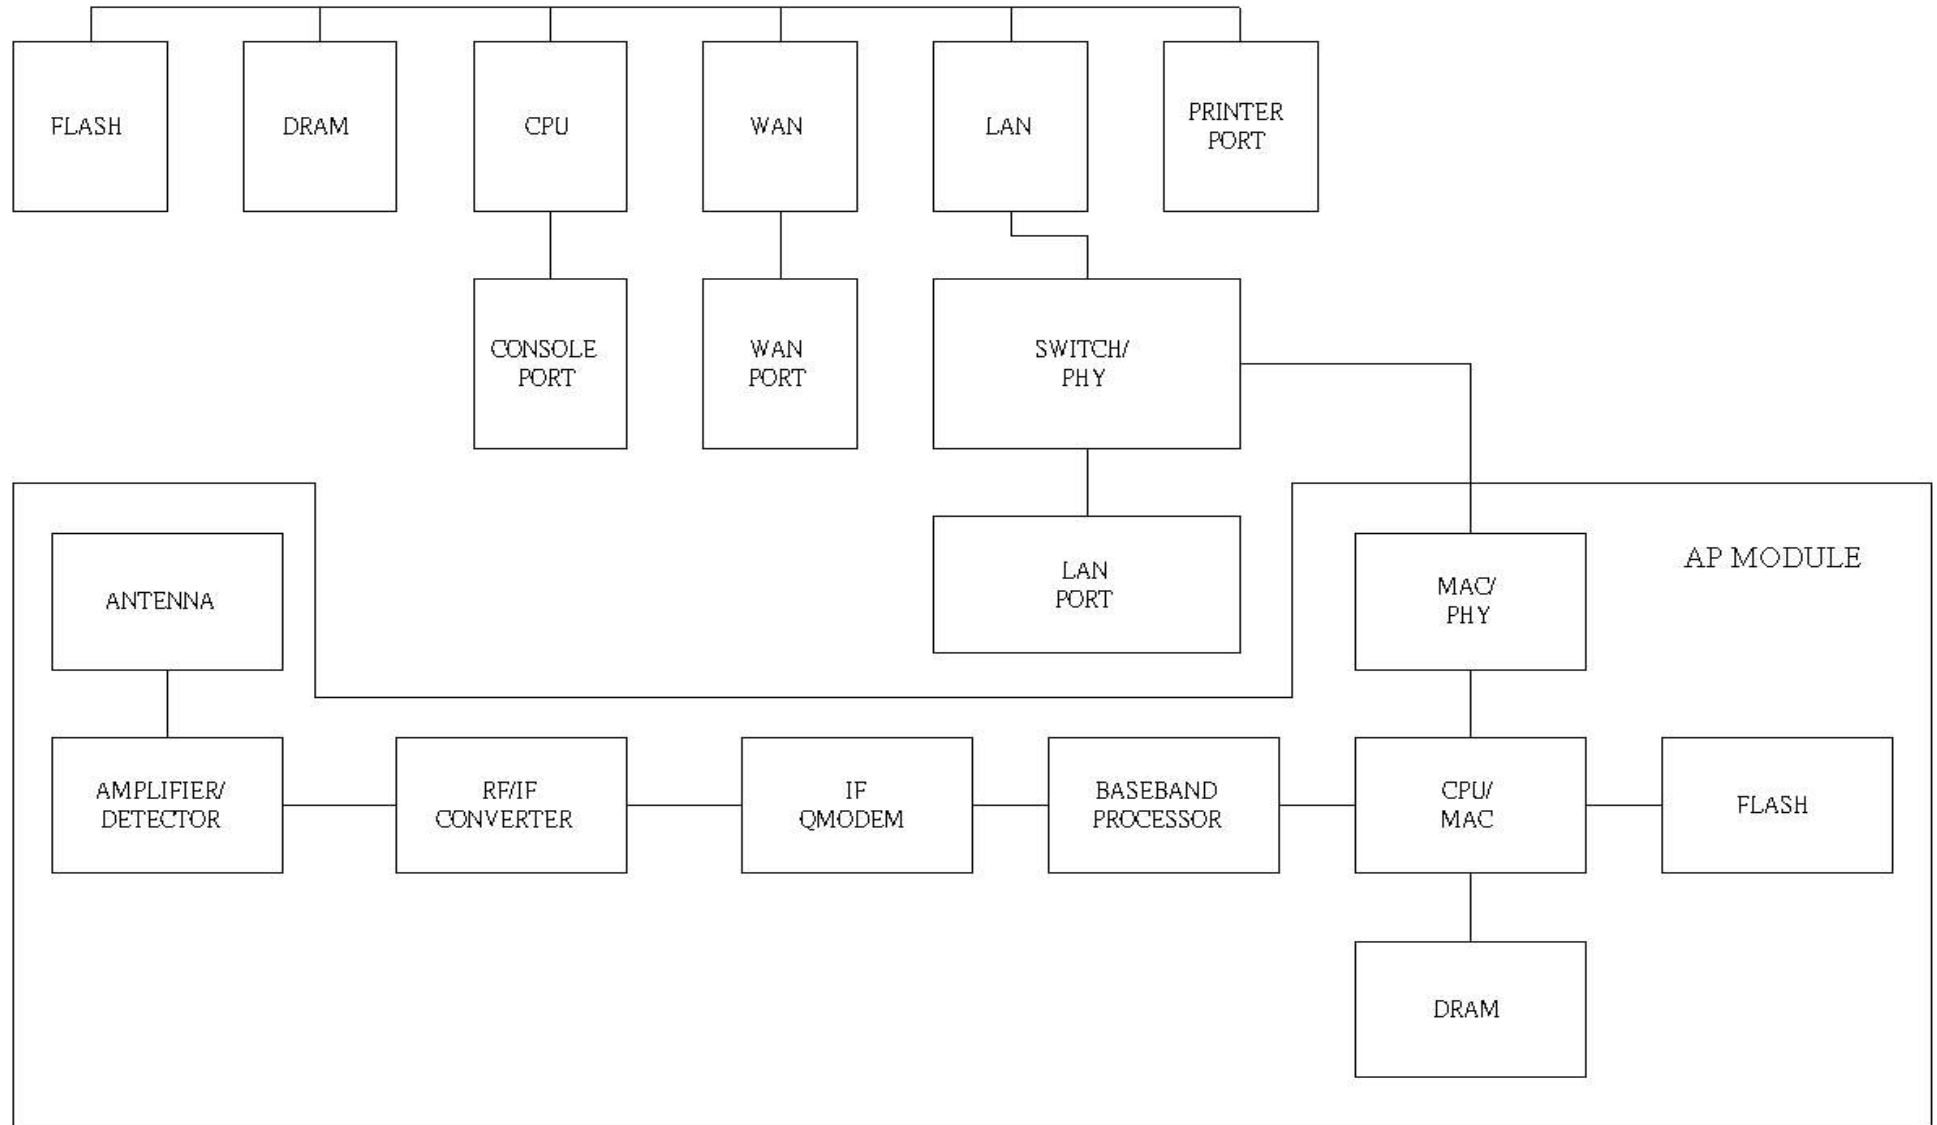 FLASH
DRAM
CPU
WAN
LAN
PRINTER
PORT
CONSOLE
PORT
WAN
PORT
SWITCH/
PHY
LAN
PORT
AP MODULE
ANTENNA
MAC/
PHY
AMPLIFIER/
DETECTOR
RF/IF
CONVERTER
IF
QMODEM
BASEBAND
PROCESSOR
CPU/
MAC
FLASH
DRAM